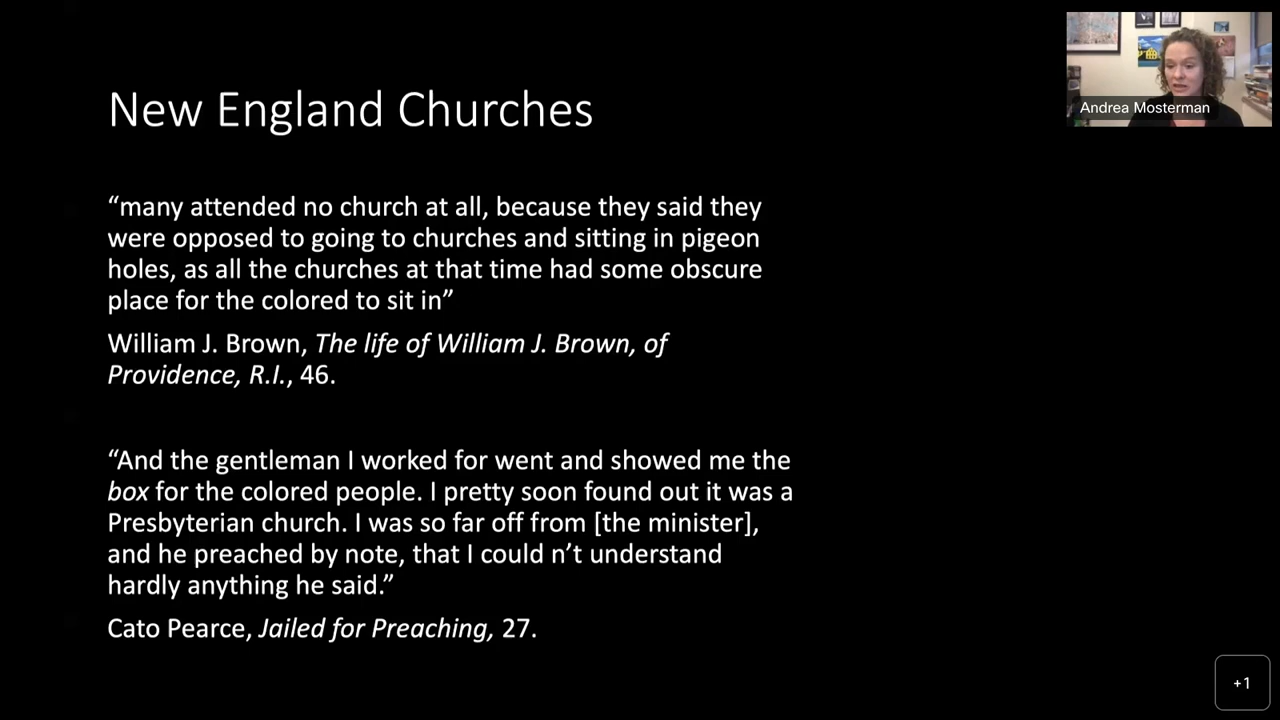 New England Churches
“many attended no church at all, because they said they
were opposed to going to churches and sitting in pigeon
holes, as all the churches at that time had some obscure
place for the colored to sit in”
William J. Brown, The life of William J. Brown, of
Providence, R.I., 46.
“And the gentleman I worked for went and showed me the
box for the colored people. I pretty soon found out it was a
Presbyterian church. I was so far off from [the minister],
and he preached by note, that I could n’t understand
hardly anything he said.”
Cato Pearce, Jailed for Preaching, 27.
Andrea Mosterman
+1